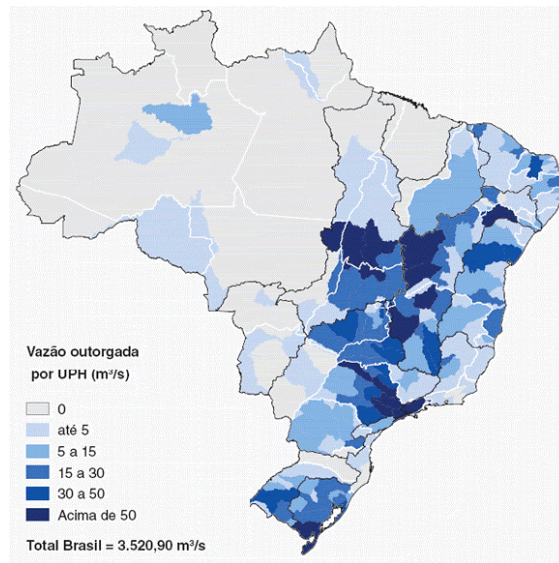 Vazão outorgada
por UPH (m³/s)
0
até 5
5 a 15
15 a 30
30 a 50
Acima de 50
Total Brasil = 3.520,90 m³/s